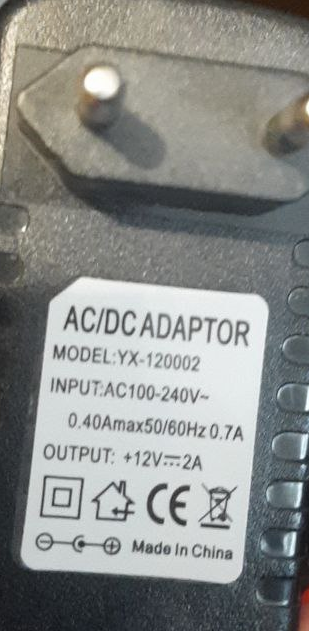 AC/DC ADAPTOR
MODEL:YX-120002
INPUT:AC100-240V~
0.40Amax50/60Hz 0.7A
OUTPUT: +12V⎓2A
CE
Made in China